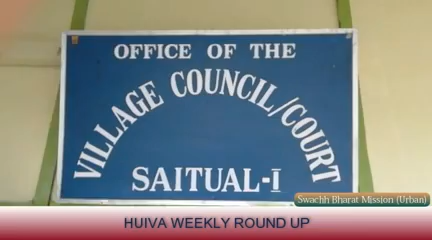 OFFICE OF THE
VILLAGE COUNCIL/COURT
SAITUAL-I
Swachh Bharat Mission (Urban)
HUIVA WEEKLY ROUND UP